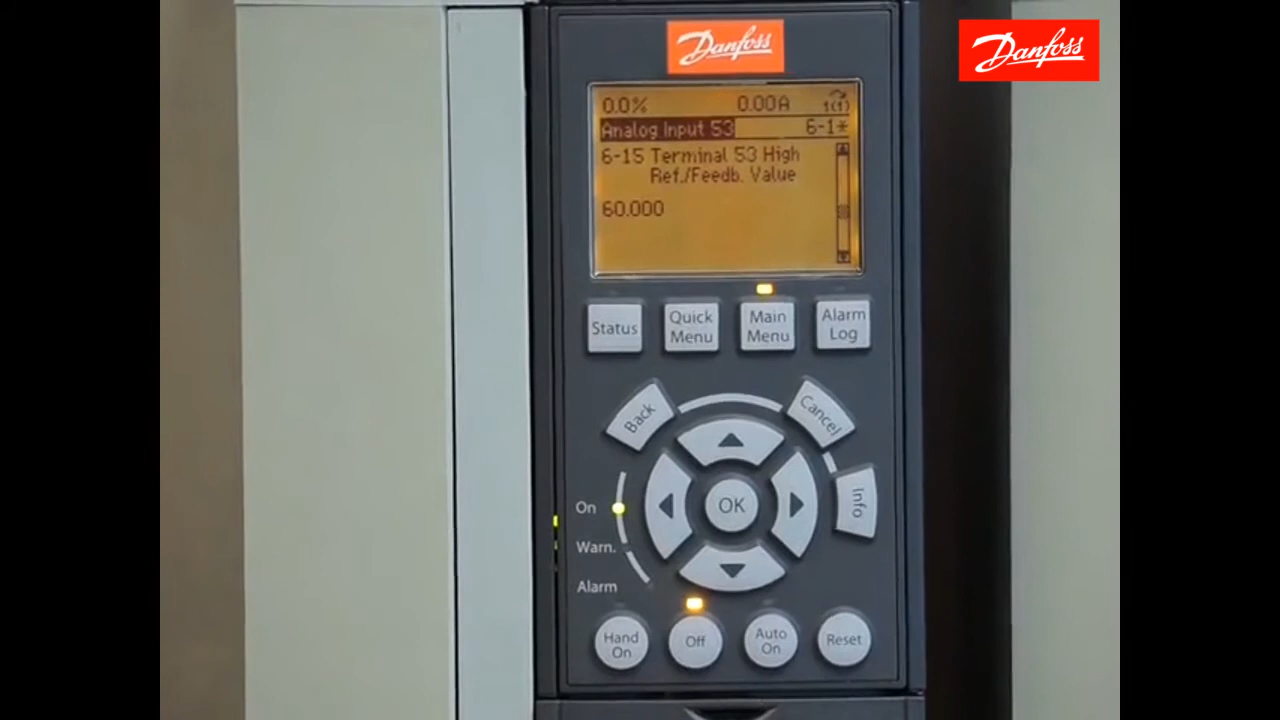 Danfoss
Danfoss
0.0% 0.00A 1(1)
Analog Input 53 6-1*
6-15 Terminal 53 High
Ref./Feedb. Value
60.000
Status
Quick
Menu
Main
Menu
Alarm
Log
Back
Cancel
OK
Info
On
Warn.
Alarm
Hand
On
Off
Auto
On
Reset